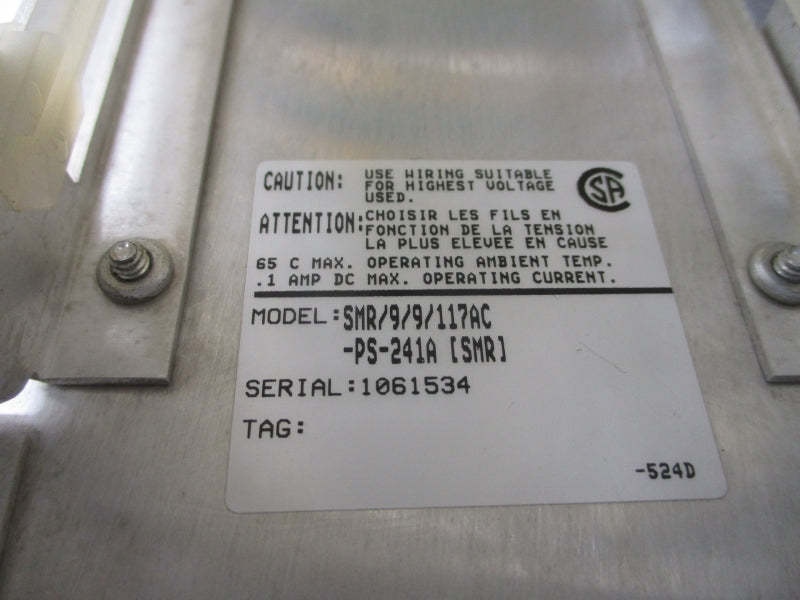 CAUTION: USE WIRING SUITABLE
FOR HIGHEST VOLTAGE
USED.
CSA
ATTENTION: CHOISIR LES FILS EN
FONCTION DE LA TENSION
LA PLUS ELEVEE EN CAUSE
65 C MAX. OPERATING AMBIENT TEMP.
.1 AMP DC MAX. OPERATING CURRENT.
MODEL: SMR/9/9/117AC
-PS-241A [SMR]
SERIAL:1061534
TAG:
-524D